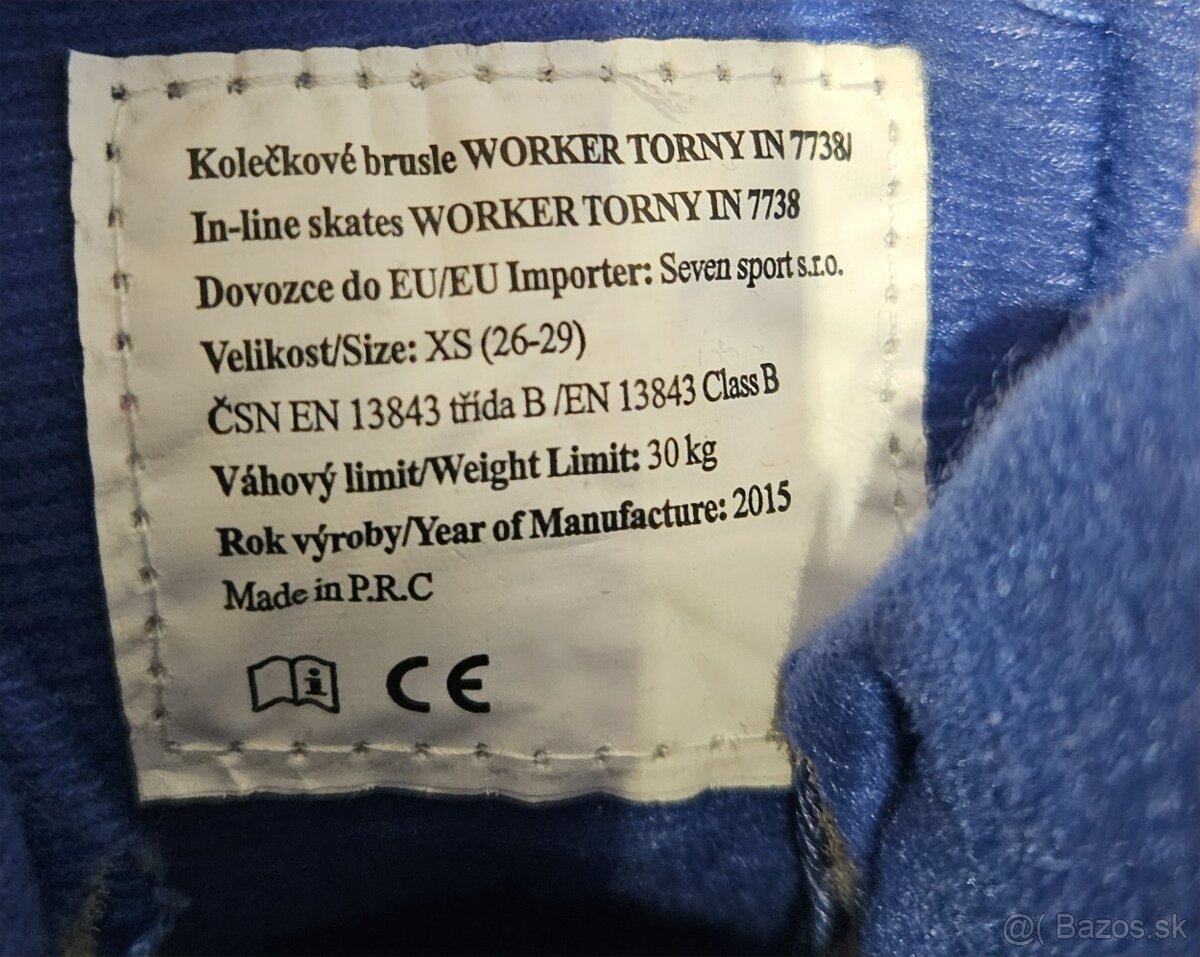 Kolečkové brusle WORKER TORNY IN 7738/
In-line skates WORKER TORNY IN 7738
Dovozce do EU/EU Importer: Seven sport s.r.o.
Velikost/Size: XS (26-29)
ČSN EN 13843 třída B /EN 13843 Class B
Váhový limit/Weight Limit: 30 kg
Rok výroby/Year of Manufacture: 2015
Made in P.R.C
i CE
@( Bazos.sk